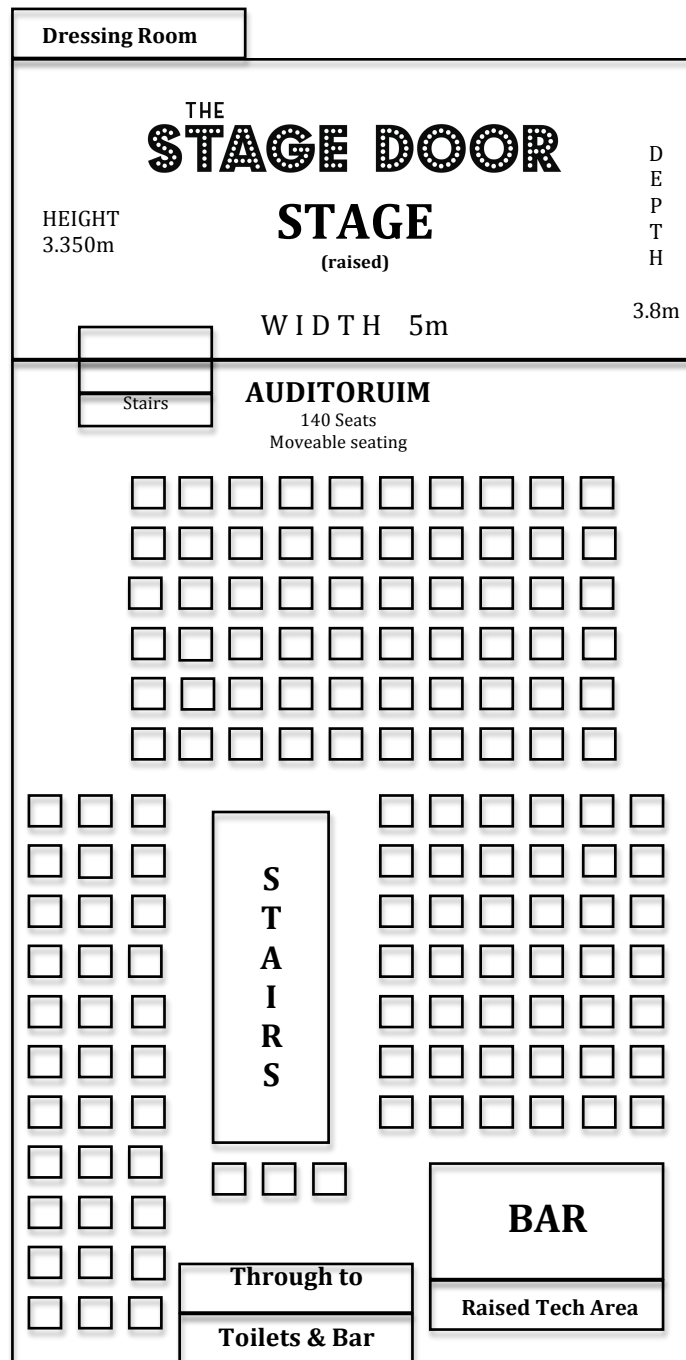 Dressing Room
THE
STAGE DOOR
HEIGHT
3.350m
STAGE
(raised)
D
E
P
T
H
3.8m
WIDTH 5m
Stairs
AUDITORUIM
140 Seats
Moveable seating
S
T
A
I
R
S
BAR
Raised Tech Area
Through to
Toilets & Bar